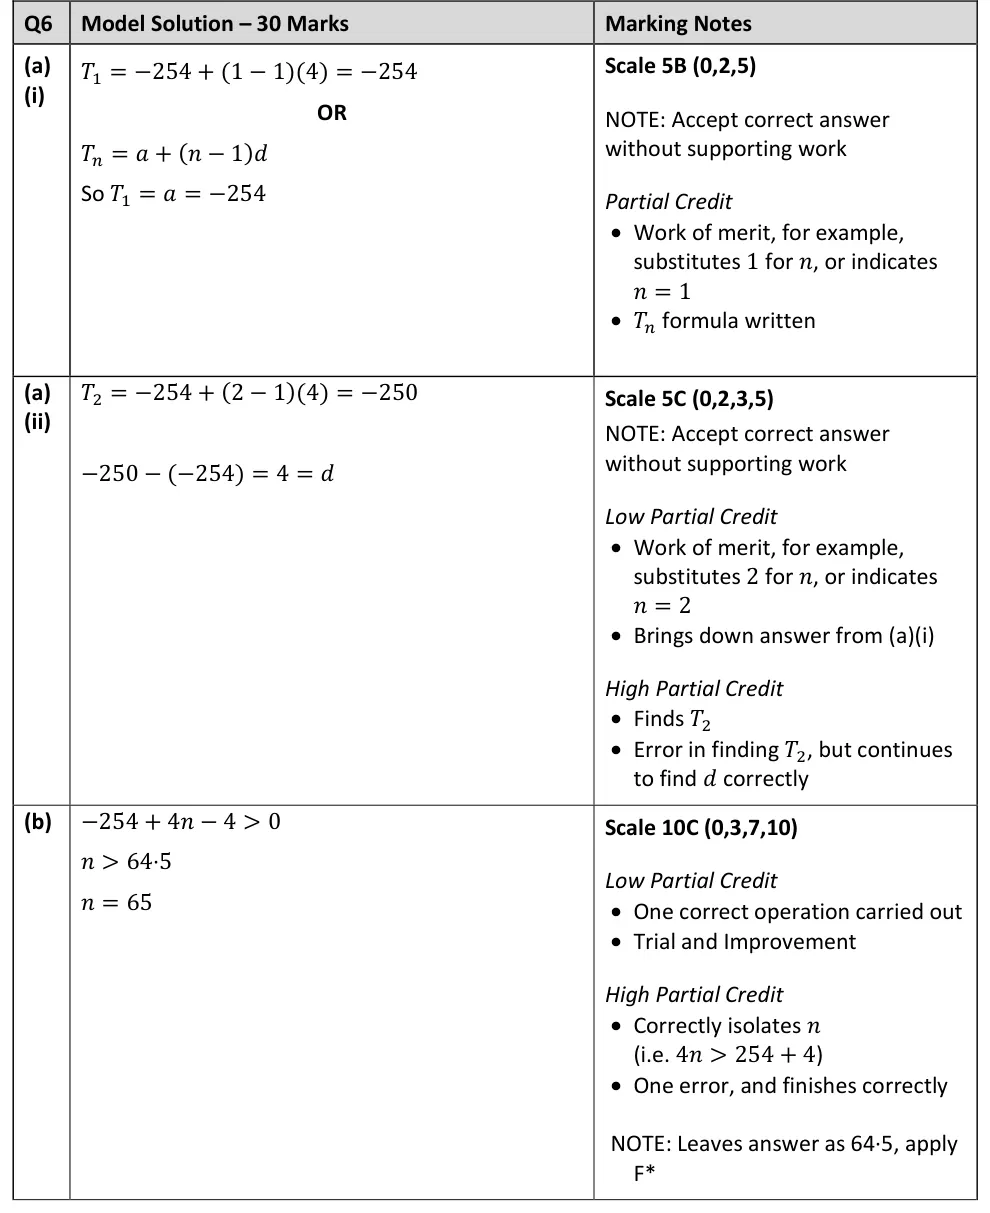 Q6 Model Solution – 30 Marks Marking Notes
(a)
(i)
T₁ = −254 + (1 − 1)(4) = −254
OR
Tₙ = a + (n − 1)d
So T₁ = a = −254
Scale 5B (0,2,5)
NOTE: Accept correct answer
without supporting work
Partial Credit
• Work of merit, for example,
substitutes 1 for n, or indicates
n = 1
• Tₙ formula written
(a)
(ii)
T₂ = −254 + (2 − 1)(4) = −250
−250 − (−254) = 4 = d
Scale 5C (0,2,3,5)
NOTE: Accept correct answer
without supporting work
Low Partial Credit
• Work of merit, for example,
substitutes 2 for n, or indicates
n = 2
• Brings down answer from (a)(i)
High Partial Credit
• Finds T₂
• Error in finding T₂, but continues
to find d correctly
(b)
−254 + 4n − 4 > 0
n > 64·5
n = 65
Scale 10C (0,3,7,10)
Low Partial Credit
• One correct operation carried out
• Trial and Improvement
High Partial Credit
• Correctly isolates n
(i.e. 4n > 254 + 4)
• One error, and finishes correctly
NOTE: Leaves answer as 64·5, apply
F*